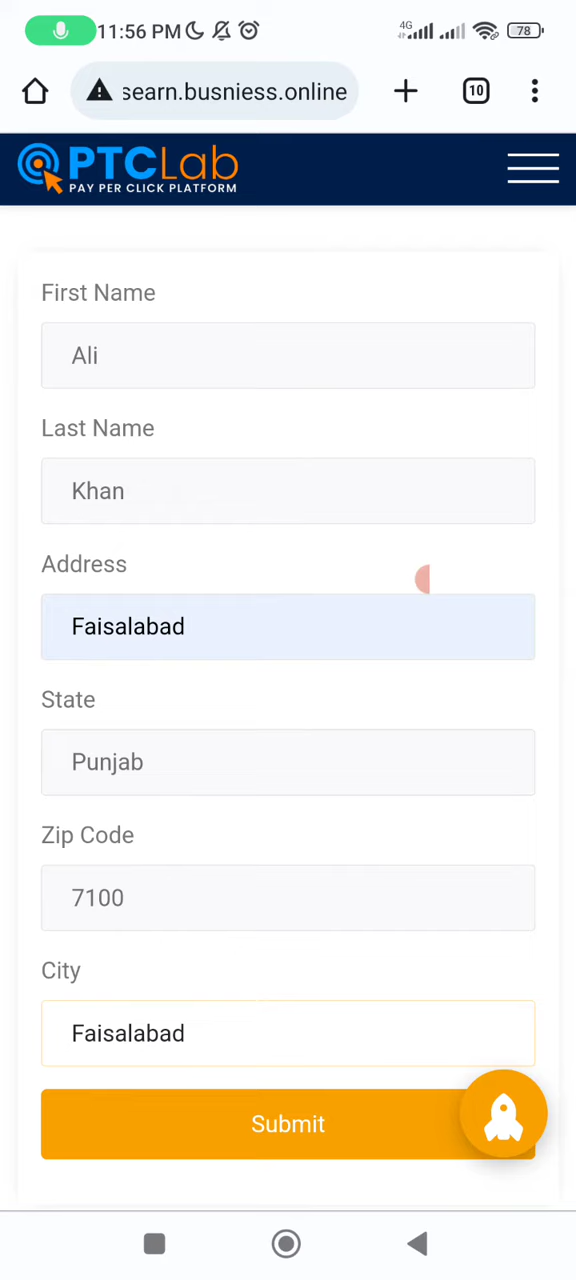 11:56 PM 4G 78
searn.busniess.online 10
PTCLab
PAY PER CLICK PLATFORM
First Name
Ali
Last Name
Khan
Address
Faisalabad
State
Punjab
Zip Code
7100
City
Faisalabad
Submit